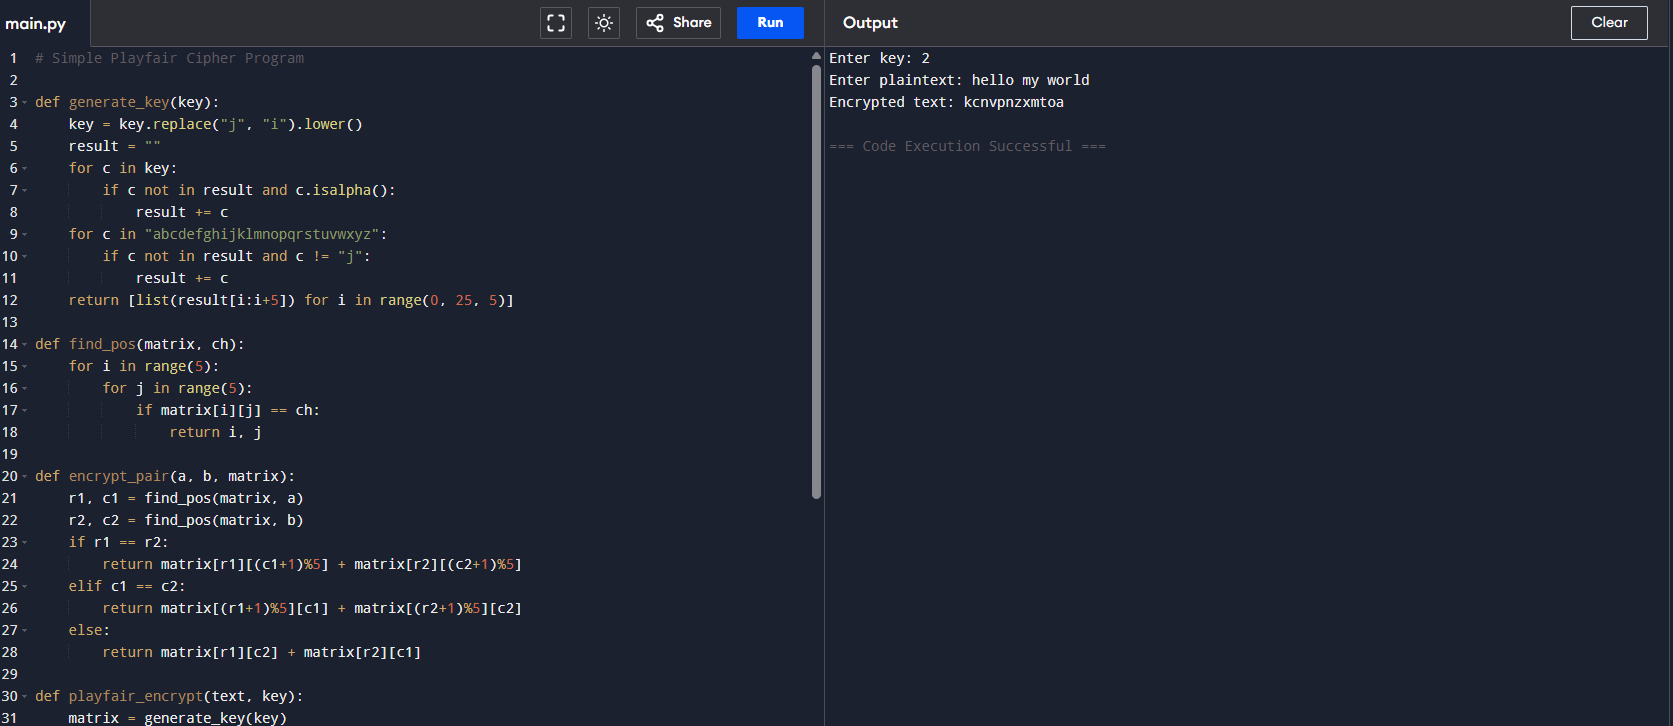 main.py
Share
Run
Output
Clear
1 # Simple Playfair Cipher Program
2
3 def generate_key(key):
4     key = key.replace("j", "i").lower()
5     result = ""
6     for c in key:
7         if c not in result and c.isalpha():
8             result += c
9     for c in "abcdefghijklmnopqrstuvwxyz":
10         if c not in result and c != "j":
11             result += c
12     return [list(result[i:i+5]) for i in range(0, 25, 5)]
13
14 def find_pos(matrix, ch):
15     for i in range(5):
16         for j in range(5):
17             if matrix[i][j] == ch:
18                 return i, j
19
20 def encrypt_pair(a, b, matrix):
21     r1, c1 = find_pos(matrix, a)
22     r2, c2 = find_pos(matrix, b)
23     if r1 == r2:
24         return matrix[r1][(c1+1)%5] + matrix[r2][(c2+1)%5]
25     elif c1 == c2:
26         return matrix[(r1+1)%5][c1] + matrix[(r2+1)%5][c2]
27     else:
28         return matrix[r1][c2] + matrix[r2][c1]
29
30 def playfair_encrypt(text, key):
31     matrix = generate_key(key)
Enter key: 2
Enter plaintext: hello my world
Encrypted text: kcnvpnzxmtoa
=== Code Execution Successful ===